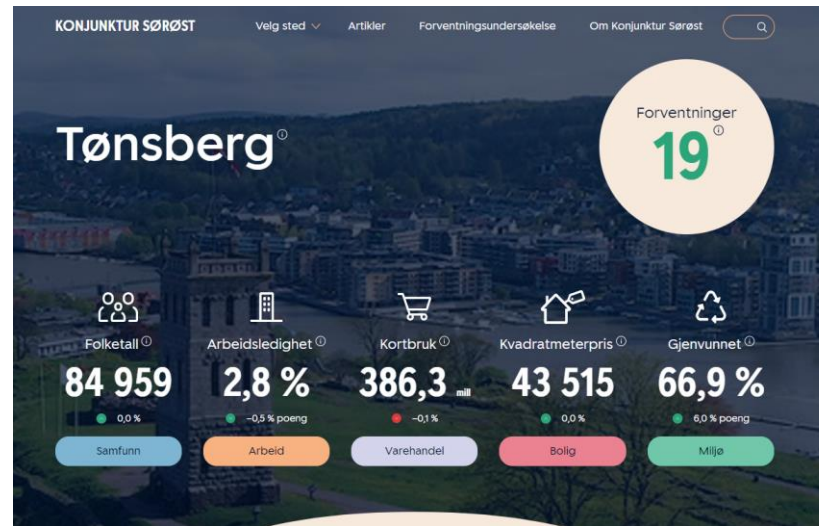 KONJUNKTUR SØRØST Velg sted Artikler Forventningsundersøkelse Om Konjunktur Sørøst
Forventninger
19
Tønsberg
Folketall Arbeidsledighet Kortbruk Kvadratmeterpris Gjenvunnet
84 959 2,8 % 386,3 mill 43 515 66,9 %
0,0 % –0,5 % poeng –0,1 % 0,0 % 6,0 % poeng
Samfunn Arbeid Varehandel Bolig Miljø